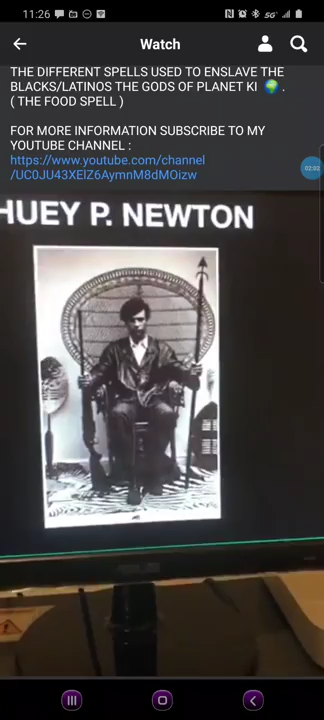 11:26
5G
Watch
THE DIFFERENT SPELLS USED TO ENSLAVE THE
BLACKS/LATINOS THE GODS OF PLANET KI 🌍 .
( THE FOOD SPELL )
FOR MORE INFORMATION SUBSCRIBE TO MY
YOUTUBE CHANNEL :
https://www.youtube.com/channel
/UC0JU43XElZ6AymnM8dMOizw
02:02
HUEY P. NEWTON
ASUS